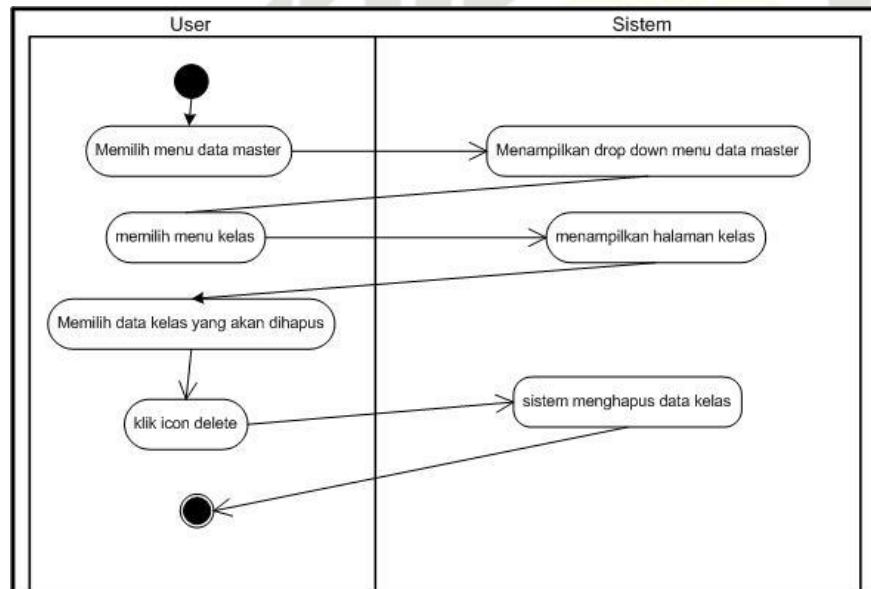 User
Sistem
Memilih menu data master
Menampilkan drop down menu data master
memilih menu kelas
menampilkan halaman kelas
Memilih data kelas yang akan dihapus
klik icon delete
sistem menghapus data kelas